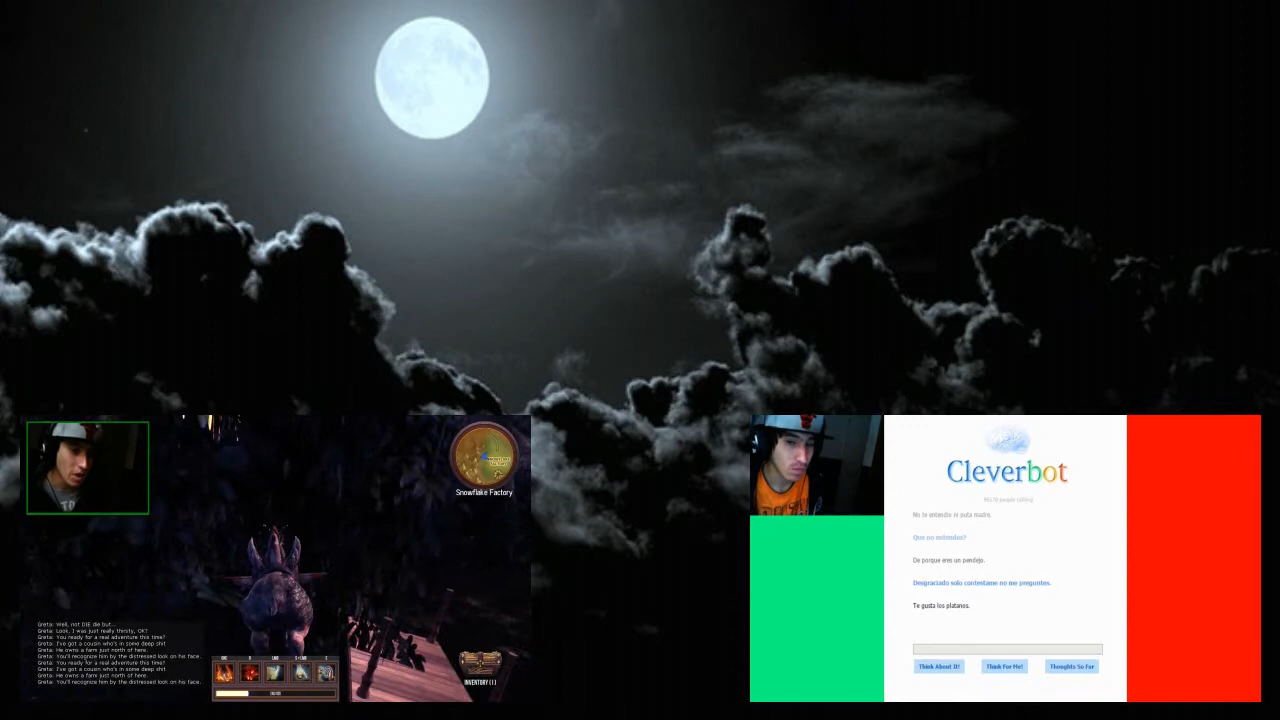 Snowflake Factory
Greta: Well, not DIE die but...
Greta: Look, I was just really thirsty, OK?
Greta: You ready for a real adventure this time?
Greta: I've got a cousin who's in some deep shit
Greta: He owns a farm just north of here.
Greta: You'll recognize him by the distressed look on his face.
Greta: You ready for a real adventure this time?
Greta: I've got a cousin who's in some deep shit
Greta: He owns a farm just north of here.
Greta: You'll recognize him by the distressed look on his face.
INVENTORY (I)
Cleverbot
people talking
No te entendio ni puta madre.
Que no entendes?
De porque eres un pendejo.
Desgraciado solo contestame no me preguntes.
Te gusta los platanos.
Think About It!
Think For Me!
Thoughts So Far